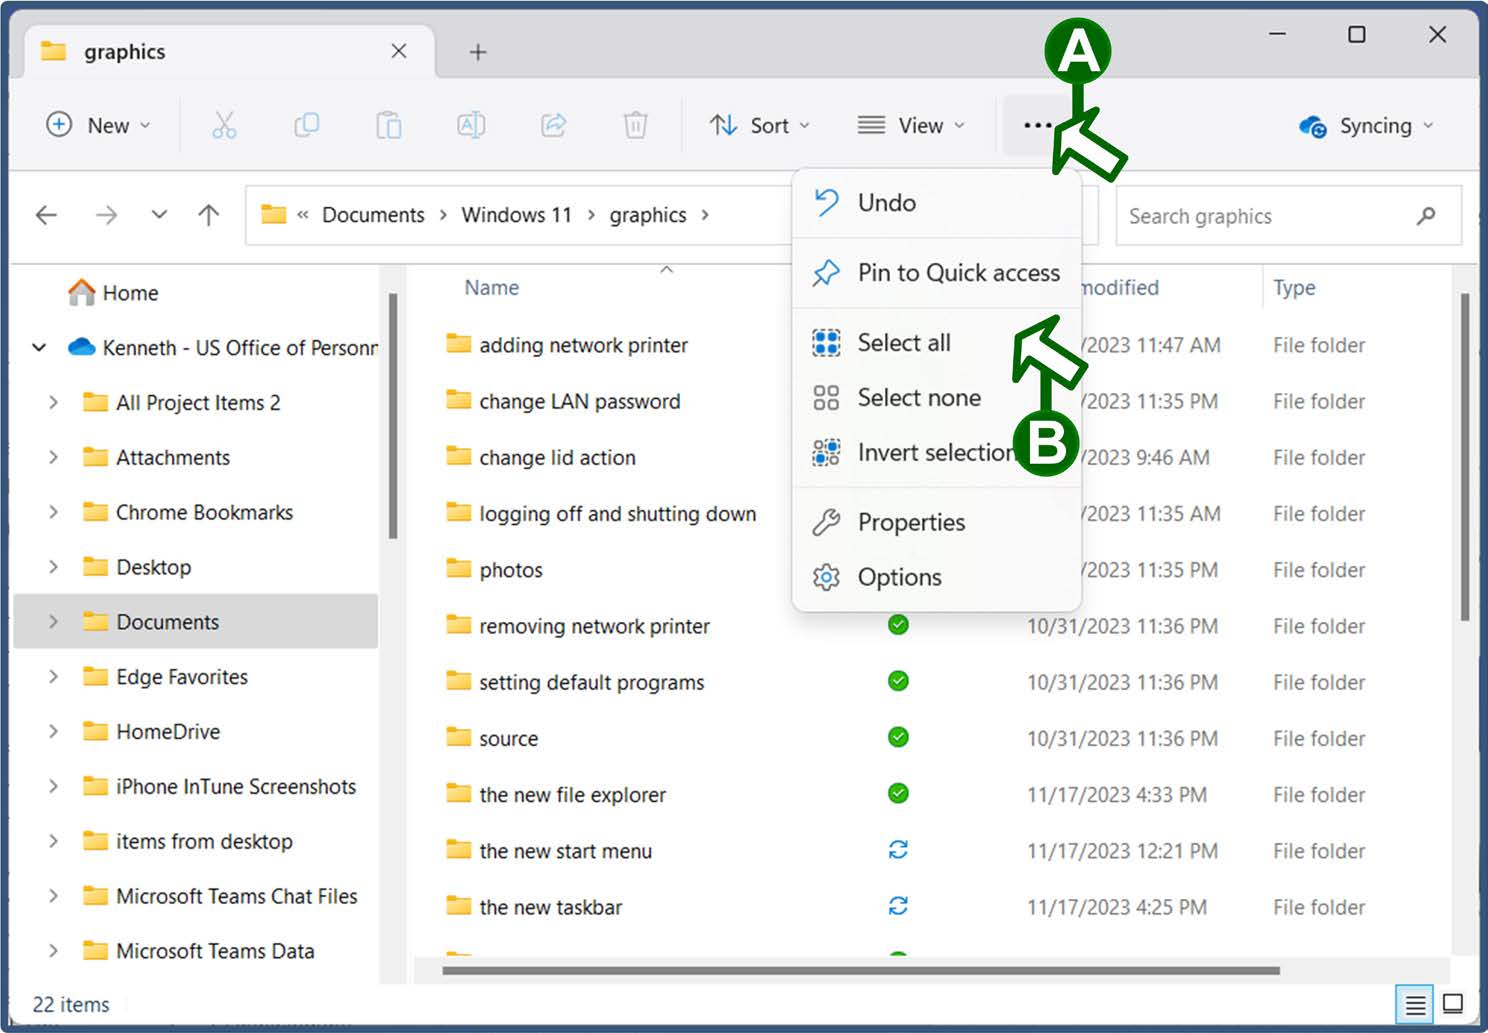 graphics
A
New
Sort
View
Syncing
« Documents > Windows 11 > graphics >
Search graphics
Undo
Pin to Quick access
Select all
Select none
Invert selection
Properties
Options
B
Home
Kenneth - US Office of Personn
All Project Items 2
Attachments
Chrome Bookmarks
Desktop
Documents
Edge Favorites
HomeDrive
iPhone InTune Screenshots
items from desktop
Microsoft Teams Chat Files
Microsoft Teams Data
Name modified Type
adding network printer /2023 11:47 AM File folder
change LAN password /2023 11:35 PM File folder
change lid action /2023 9:46 AM File folder
logging off and shutting down /2023 11:35 AM File folder
photos /2023 11:35 PM File folder
removing network printer 10/31/2023 11:36 PM File folder
setting default programs 10/31/2023 11:36 PM File folder
source 10/31/2023 11:36 PM File folder
the new file explorer 11/17/2023 4:33 PM File folder
the new start menu 11/17/2023 12:21 PM File folder
the new taskbar 11/17/2023 4:25 PM File folder
22 items